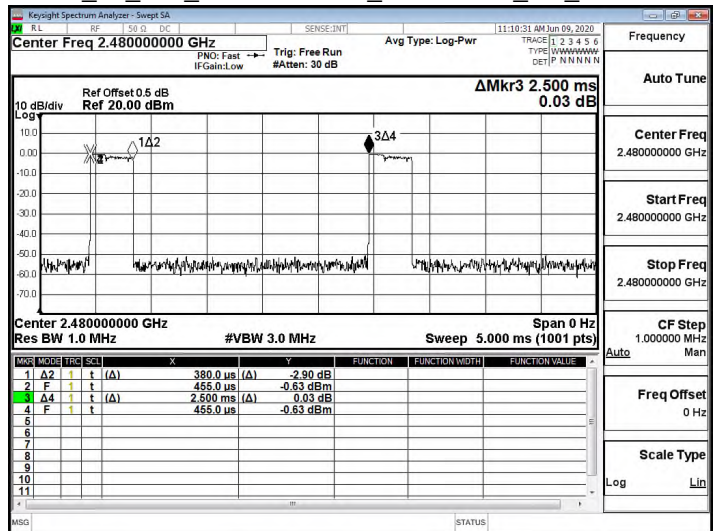 Keysight Spectrum Analyzer - Swept SA
RL RF 50 Ω DC SENSE:INT 11:10:31 AM Jun 09, 2020
Center Freq 2.480000000 GHz
PNO: Fast
IFGain:Low
Trig: Free Run
#Atten: 30 dB
Avg Type: Log-Pwr
TRACE 1 2 3 4 5 6
TYPE WWWWWW
DET P N N N N N
Ref Offset 0.5 dB
Ref 20.00 dBm
10 dB/div
Log
ΔMkr3 2.500 ms
0.03 dB
10.0
0.00
-10.0
-20.0
-30.0
-40.0
-50.0
-60.0
-70.0
1Δ2
3Δ4
Center 2.480000000 GHz
Span 0 Hz
Res BW 1.0 MHz
#VBW 3.0 MHz
Sweep 5.000 ms (1001 pts)
MKR MODE TRC SCL X Y FUNCTION FUNCTION WIDTH FUNCTION VALUE
1 Δ2 1 t (Δ) 380.0 µs (Δ) -2.90 dB
2 F 1 t 455.0 µs -0.63 dBm
3 Δ4 1 t (Δ) 2.500 ms (Δ) 0.03 dB
4 F 1 t 455.0 µs -0.63 dBm
5
6
7
8
9
10
11
MSG
STATUS
Frequency
Auto Tune
Center Freq
2.480000000 GHz
Start Freq
2.480000000 GHz
Stop Freq
2.480000000 GHz
CF Step
1.000000 MHz
Auto Man
Freq Offset
0 Hz
Scale Type
Log Lin